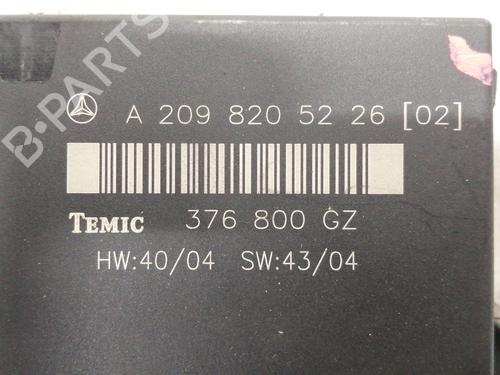 B-PARTS
A 209 820 52 26 [02]
TEMIC 376 800 GZ
HW:40/04 SW:43/04